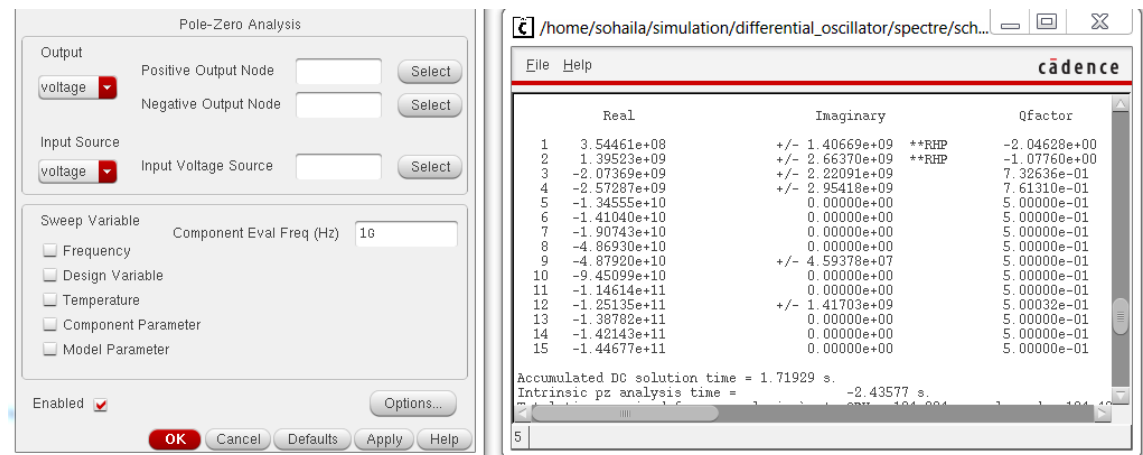 Pole-Zero Analysis
Output
voltage
Positive Output Node
Select
Negative Output Node
Select
Input Source
voltage
Input Voltage Source
Select
Sweep Variable
Component Eval Freq (Hz) 1G
Frequency
Design Variable
Temperature
Component Parameter
Model Parameter
Enabled
Options...
OK Cancel Defaults Apply Help
/home/sohaila/simulation/differential_oscillator/spectre/sch...
File Help
cādence
Real Imaginary Qfactor
1 3.54461e+08 +/- 1.40669e+09 **RHP -2.04628e+00
2 1.39523e+09 +/- 2.66370e+09 **RHP -1.07760e+00
3 -2.07369e+09 +/- 2.22091e+09 7.32636e-01
4 -2.57287e+09 +/- 2.95418e+09 7.61310e-01
5 -1.34555e+10 0.00000e+00 5.00000e-01
6 -1.41040e+10 0.00000e+00 5.00000e-01
7 -1.90743e+10 0.00000e+00 5.00000e-01
8 -4.86930e+10 0.00000e+00 5.00000e-01
9 -4.87920e+10 +/- 4.59378e+07 5.00000e-01
10 -9.45099e+10 0.00000e+00 5.00000e-01
11 -1.14614e+11 0.00000e+00 5.00000e-01
12 -1.25135e+11 +/- 1.41703e+09 5.00032e-01
13 -1.38782e+11 0.00000e+00 5.00000e-01
14 -1.42143e+11 0.00000e+00 5.00000e-01
15 -1.44677e+11 0.00000e+00 5.00000e-01
Accumulated DC solution time = 1.71929 s.
Intrinsic pz analysis time = -2.43577 s.
5